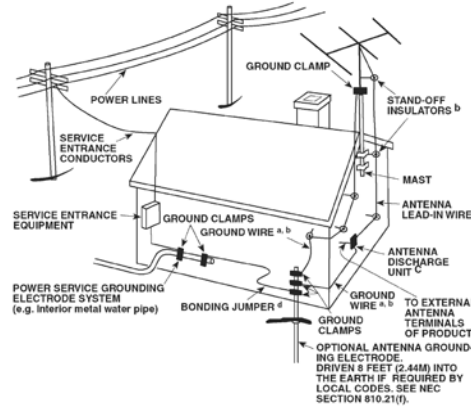 GROUND CLAMP
POWER LINES
STAND-OFF
INSULATORS b
SERVICE
ENTRANCE
CONDUCTORS
MAST
ANTENNA
LEAD-IN WIRE
SERVICE ENTRANCE
EQUIPMENT
GROUND CLAMPS
GROUND WIRE a, b
ANTENNA
DISCHARGE
UNIT C
POWER SERVICE GROUNDING
ELECTRODE SYSTEM
(e.g. Interior metal water pipe)
BONDING JUMPER d
GROUND
WIRE a, b
TO EXTERNA
ANTENNA
TERMINALS
OF PRODUCT
GROUND
CLAMPS
OPTIONAL ANTENNA GROUND-
ING ELECTRODE.
DRIVEN 8 FEET (2.44M) INTO
THE EARTH IF REQUIRED BY
LOCAL CODES. SEE NEC
SECTION 810.21(f).